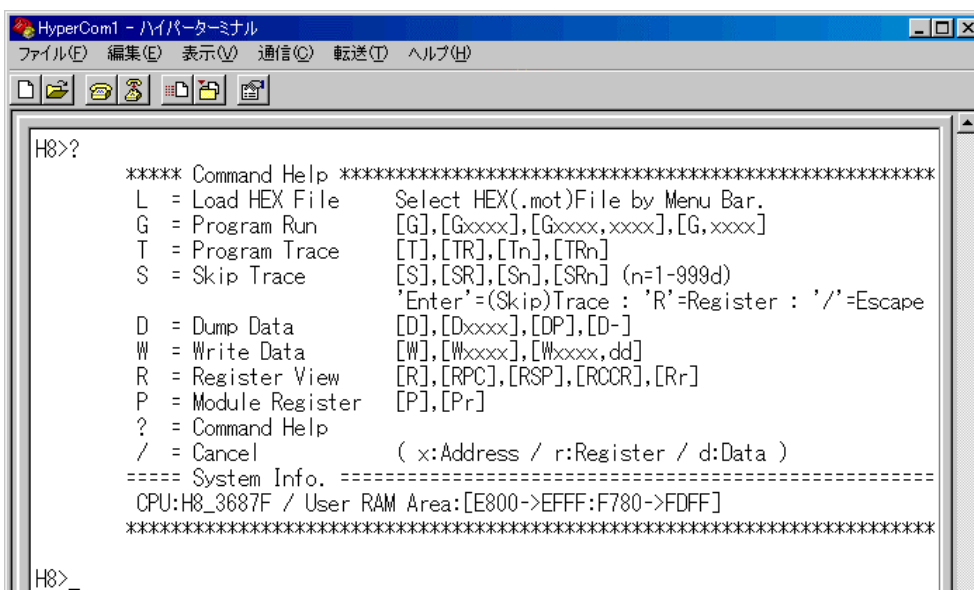 HyperCom1 - ハイパーターミナル
ファイル(F) 編集(E) 表示(V) 通信(C) 転送(T) ヘルプ(H)
H8>?
***** Command Help *****************************************************
L = Load HEX File Select HEX(.mot)File by Menu Bar.
G = Program Run [G],[Gxxxx],[Gxxxx,xxxx],[G,xxxx]
T = Program Trace [T],[TR],[Tn],[TRn]
S = Skip Trace [S],[SR],[Sn],[SRn] (n=1-999d)
'Enter'=(Skip)Trace : 'R'=Register : '/'=Escape
D = Dump Data [D],[Dxxxx],[DP],[D-]
W = Write Data [W],[Wxxxx],[Wxxxx,dd]
R = Register View [R],[RPC],[RSP],[RCCR],[Rr]
P = Module Register [P],[Pr]
? = Command Help
/ = Cancel ( x:Address / r:Register / d:Data )
===== System Info. =====================================================
CPU:H8_3687F / User RAM Area:[E800->EFFF:F780->FDFF]
************************************************************************
H8>_